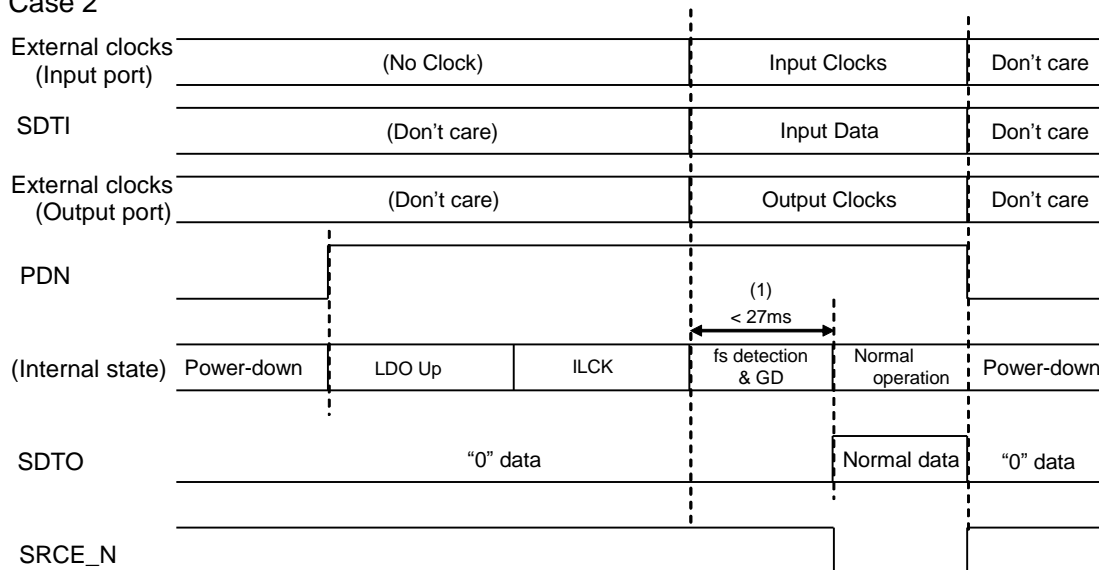 Case 2
External clocks
(Input port)
(No Clock)
Input Clocks
Don't care
SDTI
(Don't care)
Input Data
Don't care
External clocks
(Output port)
(Don't care)
Output Clocks
Don't care
PDN
(1)
< 27ms
(Internal state)
Power-down
LDO Up
ILCK
fs detection
& GD
Normal
operation
Power-down
SDTO
“0” data
Normal data
“0” data
SRCE_N